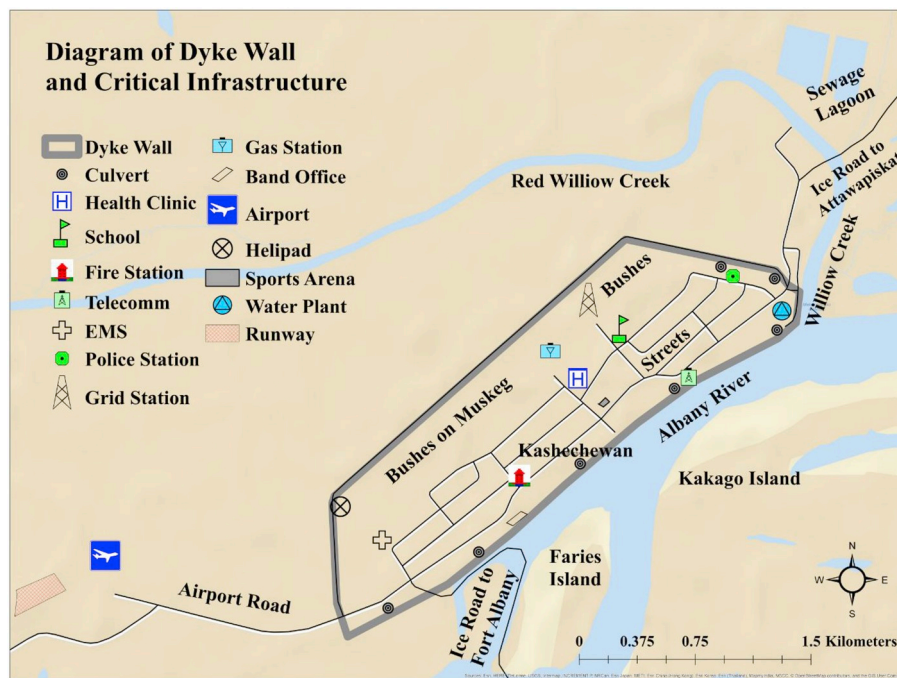 Diagram of Dyke Wall
and Critical Infrastructure
Dyke Wall
Culvert
Health Clinic
School
Fire Station
Telecomm
EMS
Police Station
Grid Station
Gas Station
Band Office
Airport
Helipad
Sports Arena
Water Plant
Runway
Sewage
Lagoon
Ice Road to
Attawapiskat
Red Williow Creek
Williow Creek
Bushes
Streets
Bushes on Muskeg
Albany River
Kashechewan
Kakago Island
Faries
Island
Airport Road
Ice Road to
Fort Albany
H
N
W
E
S
0 0.375 0.75 1.5 Kilometers